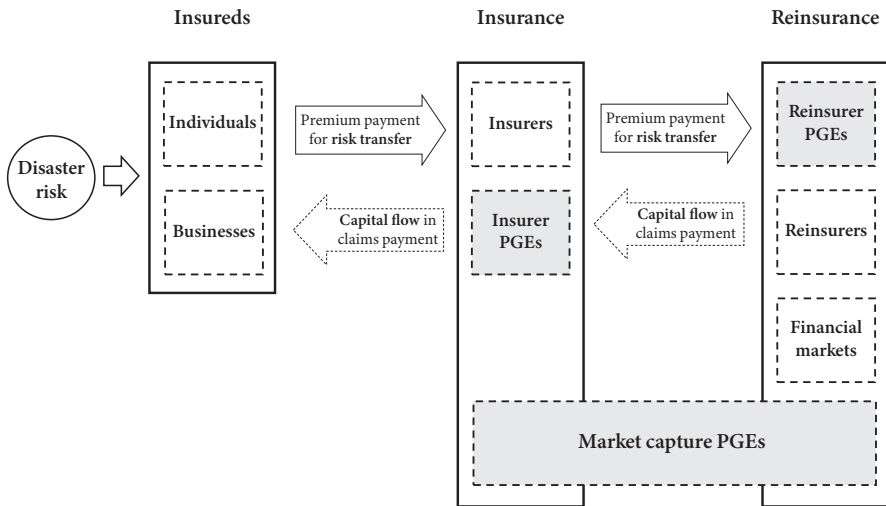 Insureds
Insurance
Reinsurance
Disaster
risk
Individuals
Businesses
Premium payment
for risk transfer
Capital flow in
claims payment
Insurers
Insurer
PGEs
Premium payment
for risk transfer
Capital flow in
claims payment
Reinsurer
PGEs
Reinsurers
Financial
markets
Market capture PGEs